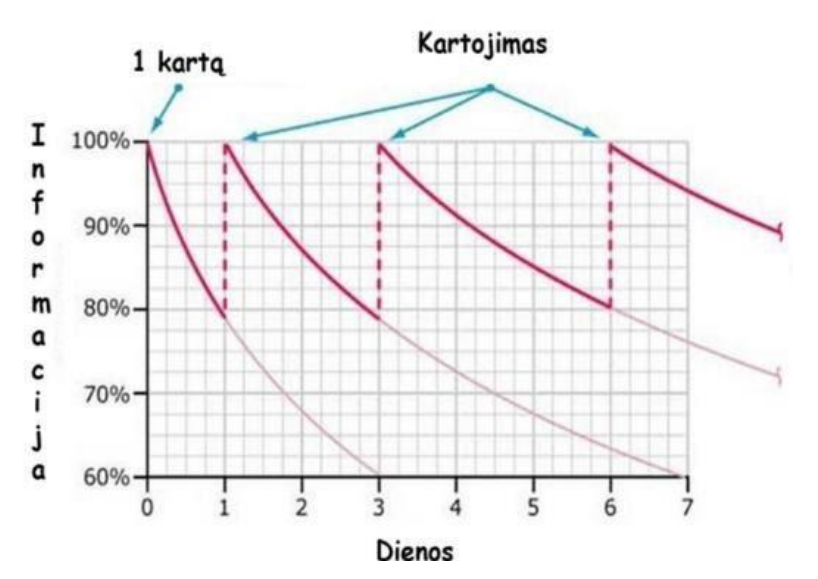 Kartojimas
1 kartą
Informacija
100%
90%
80%
70%
60%
0 1 2 3 4 5 6 7
Dienos